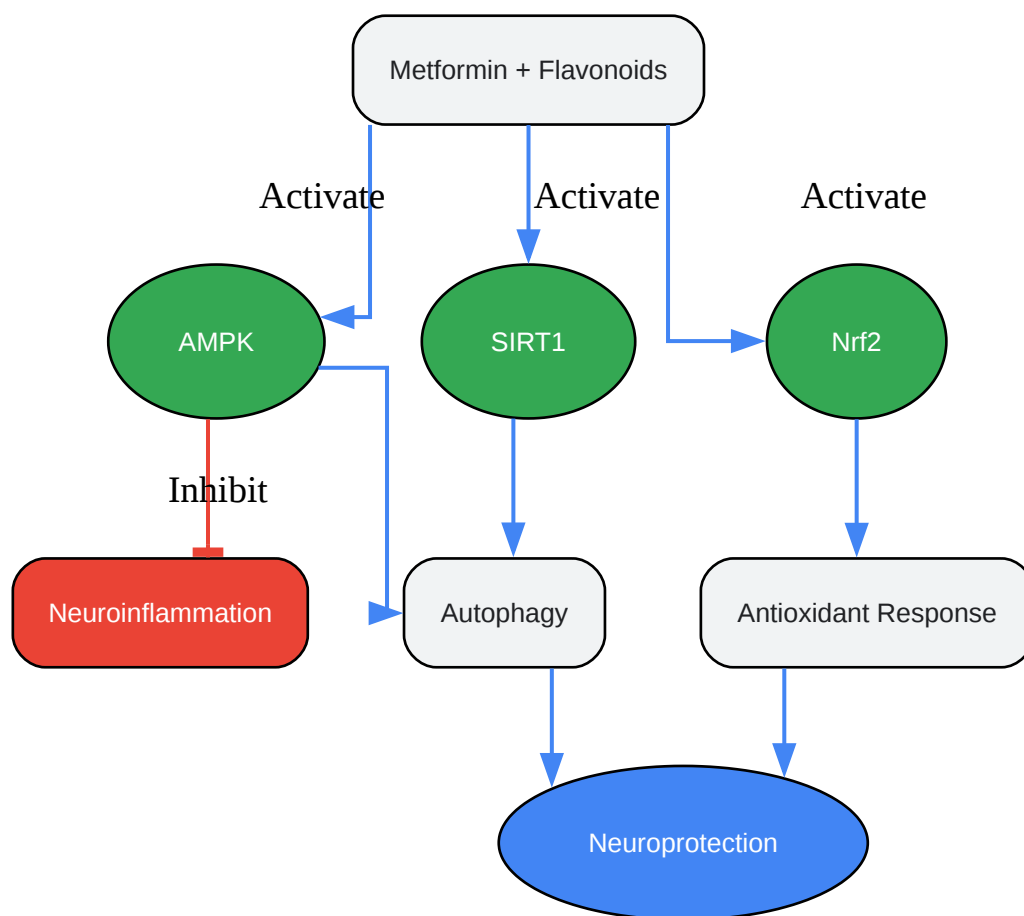 Metformin + Flavonoids
Activate
Activate
Activate
AMPK
SIRT1
Nrf2
Inhibit
Neuroinflammation
Autophagy
Antioxidant Response
Neuroprotection